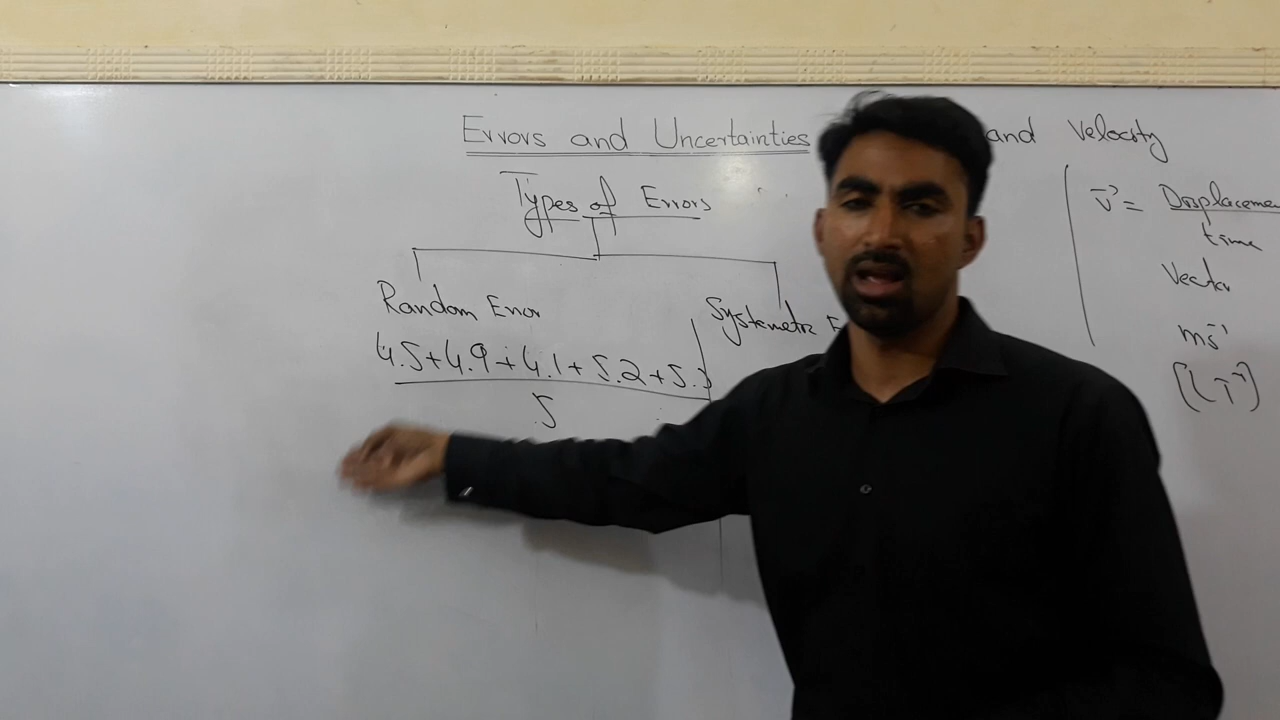 Errors and Uncertainties and Velocity
Types of Errors
Random Error
Systematic E
4.5+4.9+4.1+5.2+5.3
5
v⃗ = Displacemen
time
Vector
ms⁻¹
[LT⁻¹]